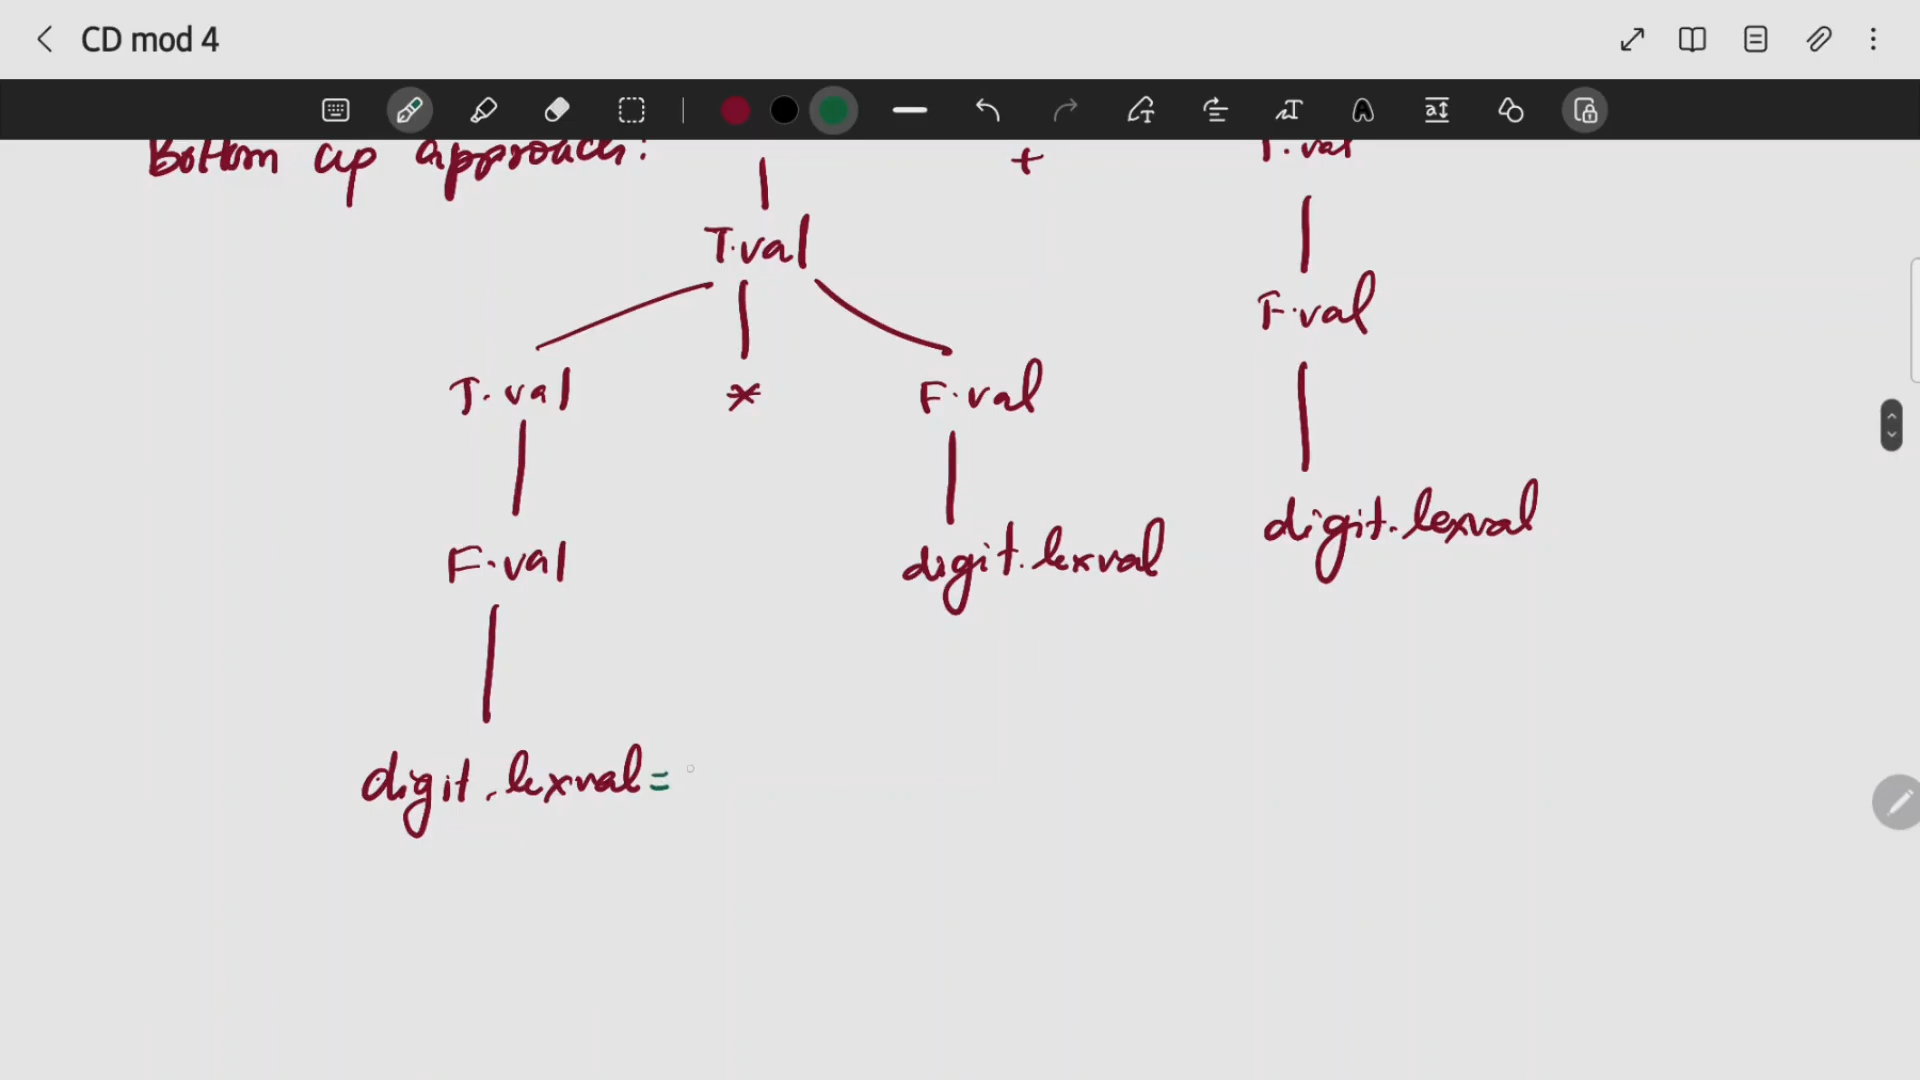 CD mod 4
Bottom up approach:
+
T.val
T.val
F.val
T.val
*
F.val
digit.lexval
F.val
digit.lexval
digit.lexval=